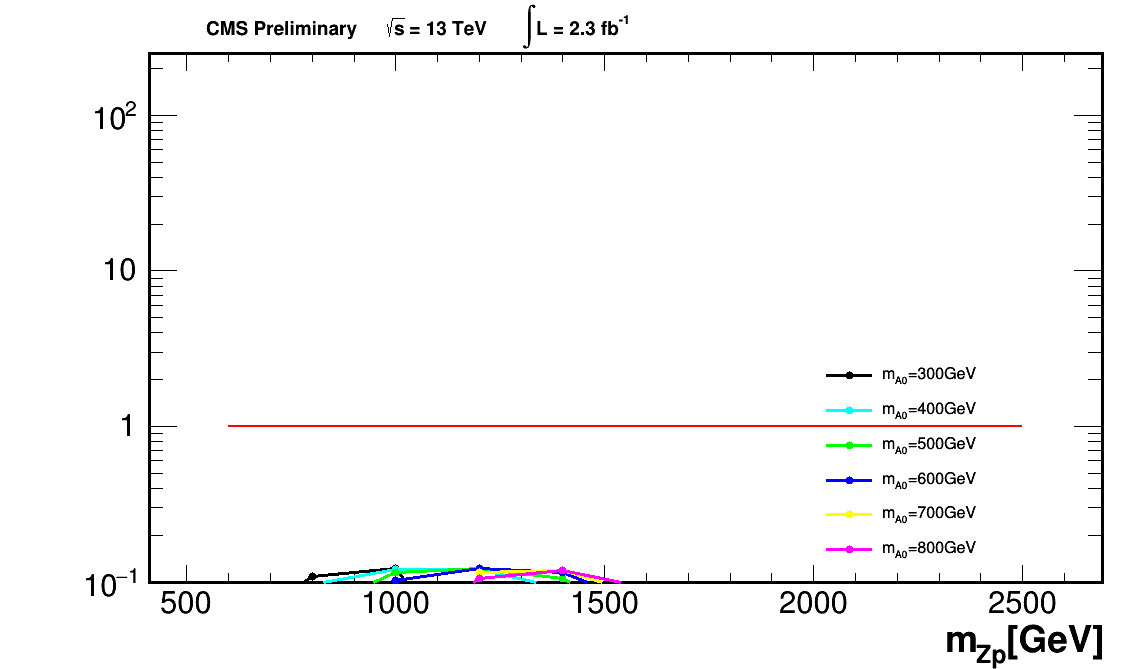 CMS Preliminary √s = 13 TeV ∫L = 2.3 fb⁻¹
10²
10
1
10⁻¹
m_A0=300GeV
m_A0=400GeV
m_A0=500GeV
m_A0=600GeV
m_A0=700GeV
m_A0=800GeV
500 1000 1500 2000 2500
m_Zp[GeV]